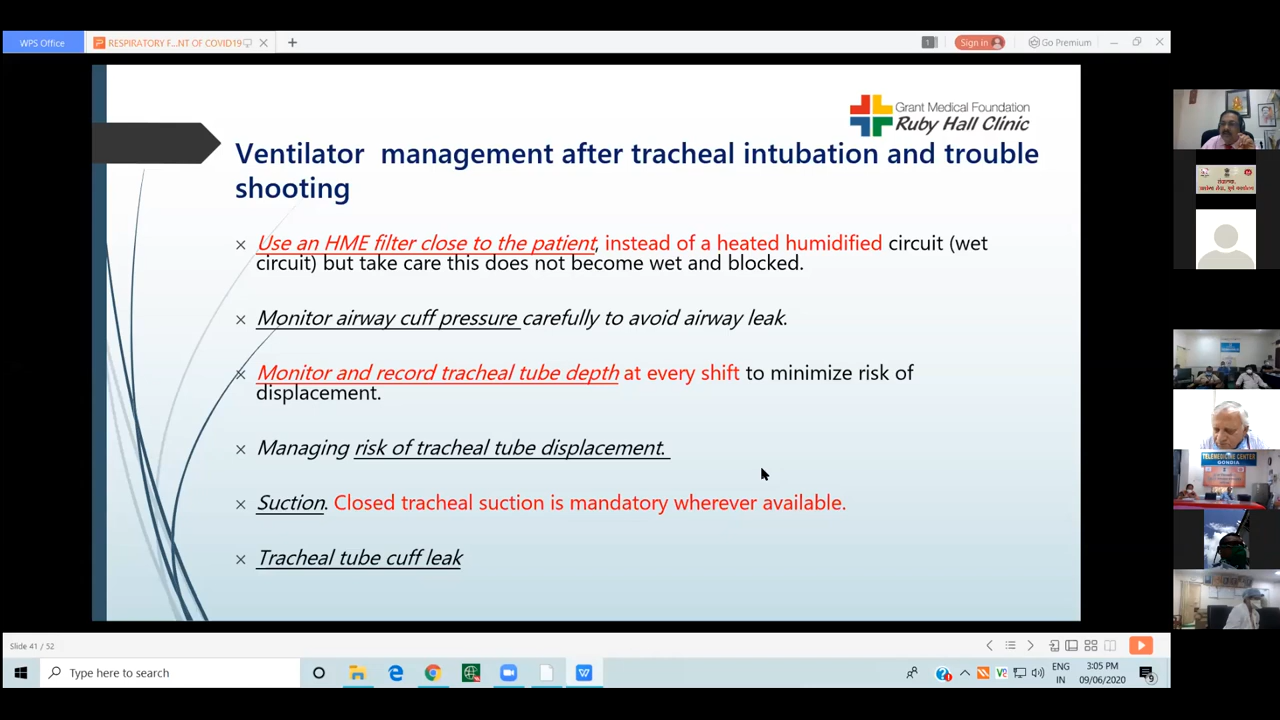 WPS Office
RESPIRATORY F...NT OF COVID19
Sign in
Go Premium
Grant Medical Foundation
Ruby Hall Clinic
Ventilator management after tracheal intubation and trouble
shooting
Use an HME filter close to the patient, instead of a heated humidified circuit (wet
circuit) but take care this does not become wet and blocked.
Monitor airway cuff pressure carefully to avoid airway leak.
Monitor and record tracheal tube depth at every shift to minimize risk of
displacement.
Managing risk of tracheal tube displacement.
Suction. Closed tracheal suction is mandatory wherever available.
Tracheal tube cuff leak
TELEMEDICINE CENTER
GONDIA
Slide 41 / 52
Type here to search
ENG
IN
3:05 PM
09/06/2020